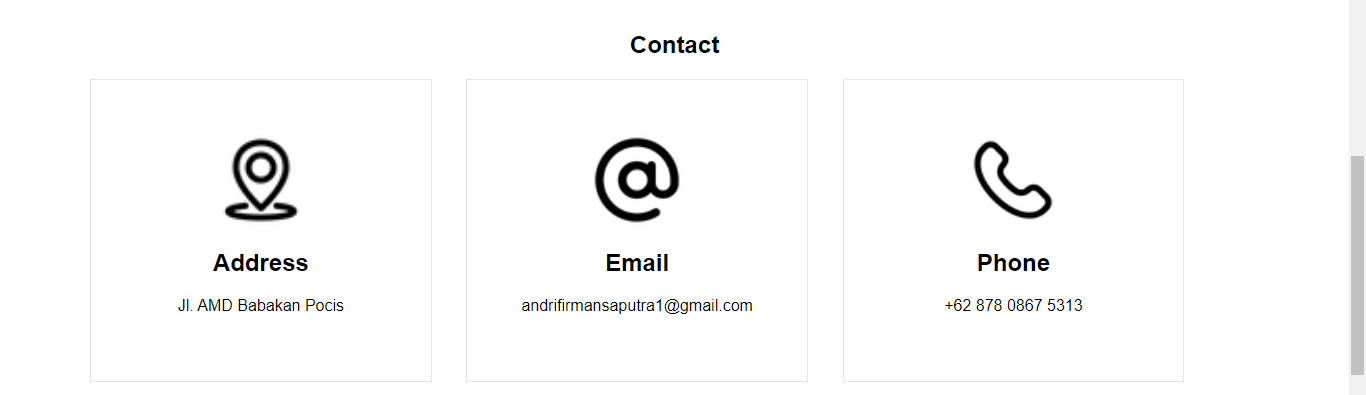 Contact
Address
Jl. AMD Babakan Pocis
Email
andrifirmansaputra1@gmail.com
Phone
+62 878 0867 5313